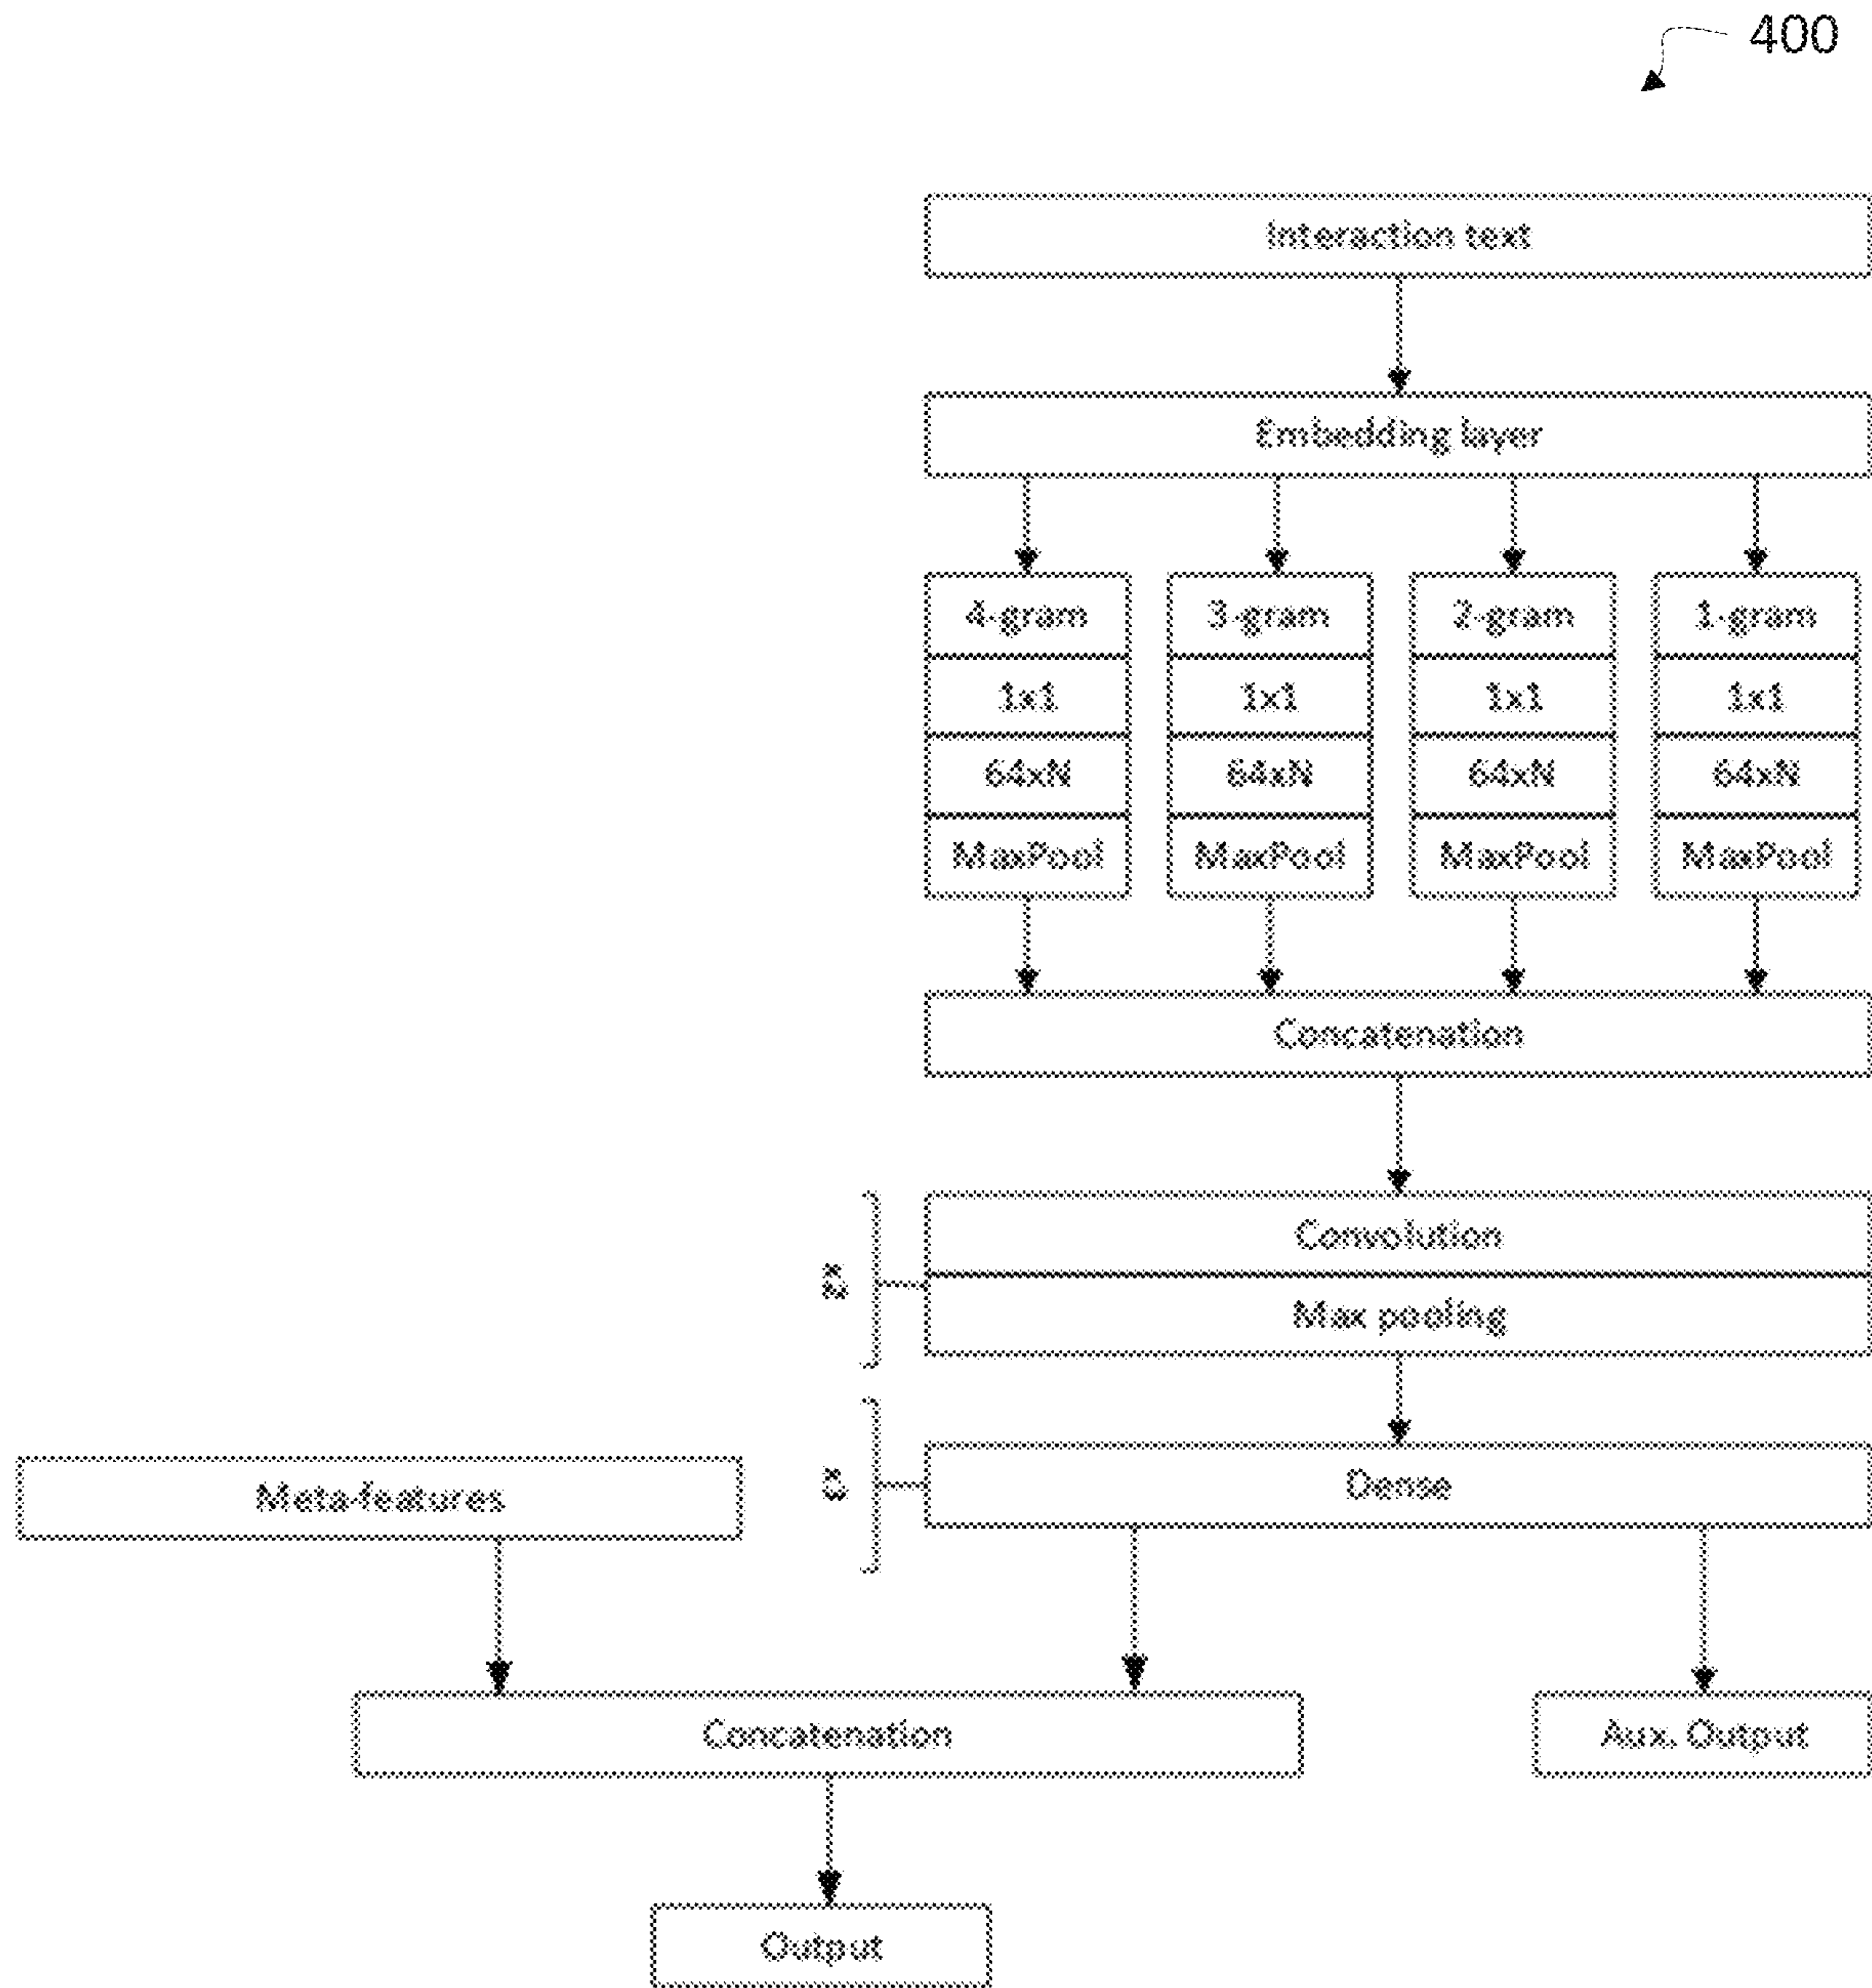 400
Interaction text
Embedding layer
4-gram 3-gram 2-gram 1-gram
1x1 1x1 1x1 1x1
64xN 64xN 64xN 64xN
MaxPool MaxPool MaxPool MaxPool
Concatenation
Convolution
Max pooling
Meta-features
Dense
Concatenation
Aux. Output
Output